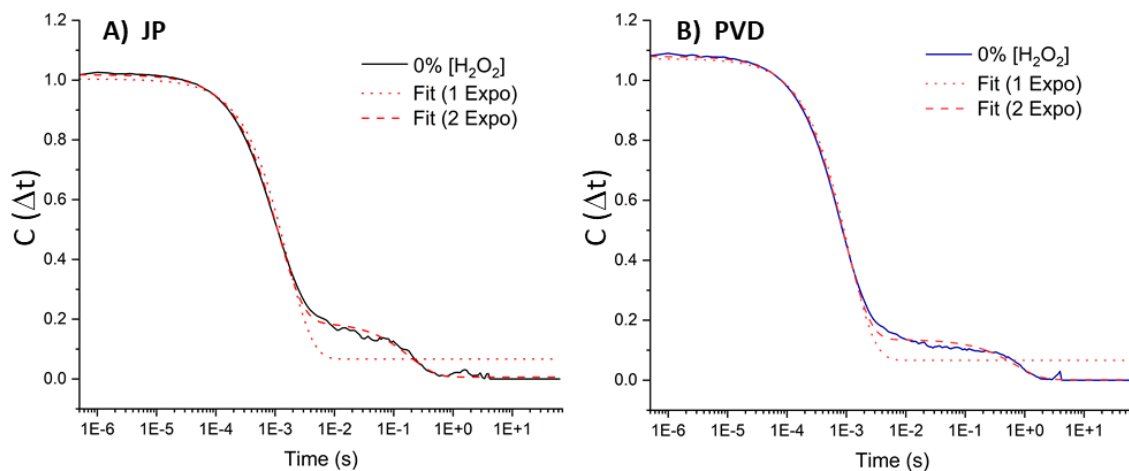 A) JP
0% [H₂O₂]
Fit (1 Expo)
Fit (2 Expo)
C (Δt)
1.2
1.0
0.8
0.6
0.4
0.2
0.0
1E-6 1E-5 1E-4 1E-3 1E-2 1E-1 1E+0 1E+1
Time (s)
B) PVD
0% [H₂O₂]
Fit (1 Expo)
Fit (2 Expo)
C (Δt)
1.2
1.0
0.8
0.6
0.4
0.2
0.0
1E-6 1E-5 1E-4 1E-3 1E-2 1E-1 1E+0 1E+1
Time (s)